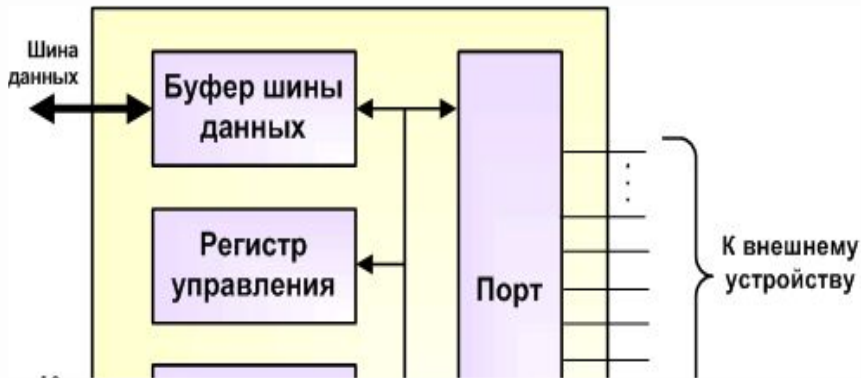 Шина
данных
Буфер шины
данных
Регистр
управления
Порт
К внешнему
устройству